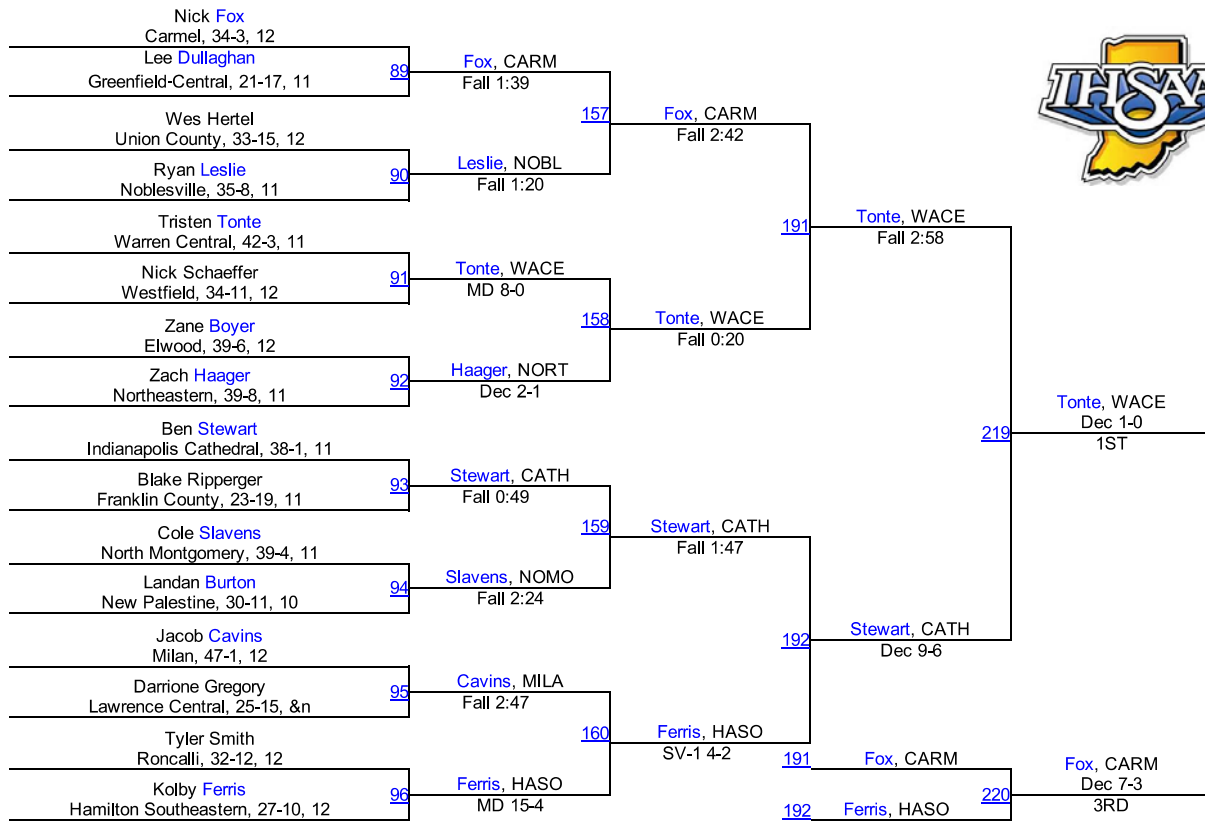 Nick Fox
Carmel, 34-3, 12
Lee Dullaghan
Greenfield-Central, 21-17, 11
89
Fox, CARM
Fall 1:39
Wes Hertel
Union County, 33-15, 12
Ryan Leslie
Noblesville, 35-8, 11
90
Leslie, NOBL
Fall 1:20
157
Fox, CARM
Fall 2:42
Tristen Tonte
Warren Central, 42-3, 11
Nick Schaeffer
Westfield, 34-11, 12
91
Tonte, WACE
MD 8-0
Zane Boyer
Elwood, 39-6, 12
Zach Haager
Northeastern, 39-8, 11
92
Haager, NORT
Dec 2-1
158
Tonte, WACE
Fall 0:20
191
Tonte, WACE
Fall 2:58
Ben Stewart
Indianapolis Cathedral, 38-1, 11
Blake Ripperger
Franklin County, 23-19, 11
93
Stewart, CATH
Fall 0:49
Cole Slavens
North Montgomery, 39-4, 11
Landan Burton
New Palestine, 30-11, 10
94
Slavens, NOMO
Fall 2:24
159
Stewart, CATH
Fall 1:47
Jacob Cavins
Milan, 47-1, 12
Darrione Gregory
Lawrence Central, 25-15, &n
95
Cavins, MILA
Fall 2:47
Tyler Smith
Roncalli, 32-12, 12
Kolby Ferris
Hamilton Southeastern, 27-10, 12
96
Ferris, HASO
MD 15-4
160
Ferris, HASO
SV-1 4-2
192
Stewart, CATH
Dec 9-6
219
Tonte, WACE
Dec 1-0
1ST
191
Fox, CARM
192
Ferris, HASO
220
Fox, CARM
Dec 7-3
3RD
IHSAA